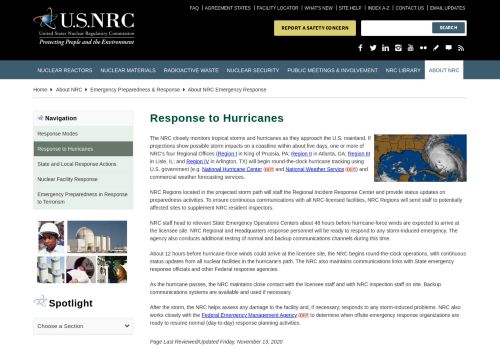 FAQ | AGREEMENT STATES | FACILITY LOCATOR | WHAT'S NEW | SITE HELP | INDEX A-Z | CONTACT US | EMAIL UPDATES
U.S.NRC
United States Nuclear Regulatory Commission
Protecting People and the Environment
REPORT A SAFETY CONCERN
SEARCH
NUCLEAR REACTORS
NUCLEAR MATERIALS
RADIOACTIVE WASTE
NUCLEAR SECURITY
PUBLIC MEETINGS & INVOLVEMENT
NRC LIBRARY
ABOUT NRC
Home
About NRC
Emergency Preparedness & Response
About NRC Emergency Response
Navigation
Response Modes
Response to Hurricanes
State and Local Response Actions
Nuclear Facility Response
Emergency Preparedness in Response
to Terrorism
Spotlight
Choose a Section
Response to Hurricanes
The NRC closely monitors tropical storms and hurricanes as they approach the U.S. mainland. If
projections show possible storm impacts on a coastline within about five days, one or more of
NRC's four Regional Offices (Region I in King of Prussia, PA; Region II in Atlanta, GA; Region III
in Lisle, IL; and Region IV in Arlington, TX) will begin round-the-clock hurricane tracking using
U.S. government (e.g. National Hurricane Center EXIT and National Weather Service EXIT) and
commercial weather forecasting services.
NRC Regions located in the projected storm path will staff the Regional Incident Response Center and provide status updates on
preparedness activities. To ensure continuous communications with all NRC-licensed facilities, NRC Regions will send staff to potentially
affected sites to supplement NRC resident inspectors.
NRC staff head to relevant State Emergency Operations Centers about 48 hours before hurricane-force winds are expected to arrive at
the licensee site. NRC Regional and Headquarters response personnel will be ready to respond to any storm-induced emergency. The
agency also conducts additional testing of normal and backup communications channels during this time.
About 12 hours before hurricane-force winds could arrive at the licensee site, the NRC begins round-the-clock operations, with continuous
status updates from all nuclear facilities in the hurricane's path. The NRC also maintains communications links with State emergency
response officials and other Federal response agencies.
As the hurricane passes, the NRC maintains close contact with the licensee staff and with NRC inspection staff on site. Backup
communications systems are available and used if necessary.
After the storm, the NRC helps assess any damage to the facility and, if necessary, responds to any storm-induced problems. NRC also
works closely with the Federal Emergency Management Agency EXIT to determine when offsite emergency response organizations are
ready to resume normal (day-to-day) response planning activities.
Page Last Reviewed/Updated Friday, November 13, 2020